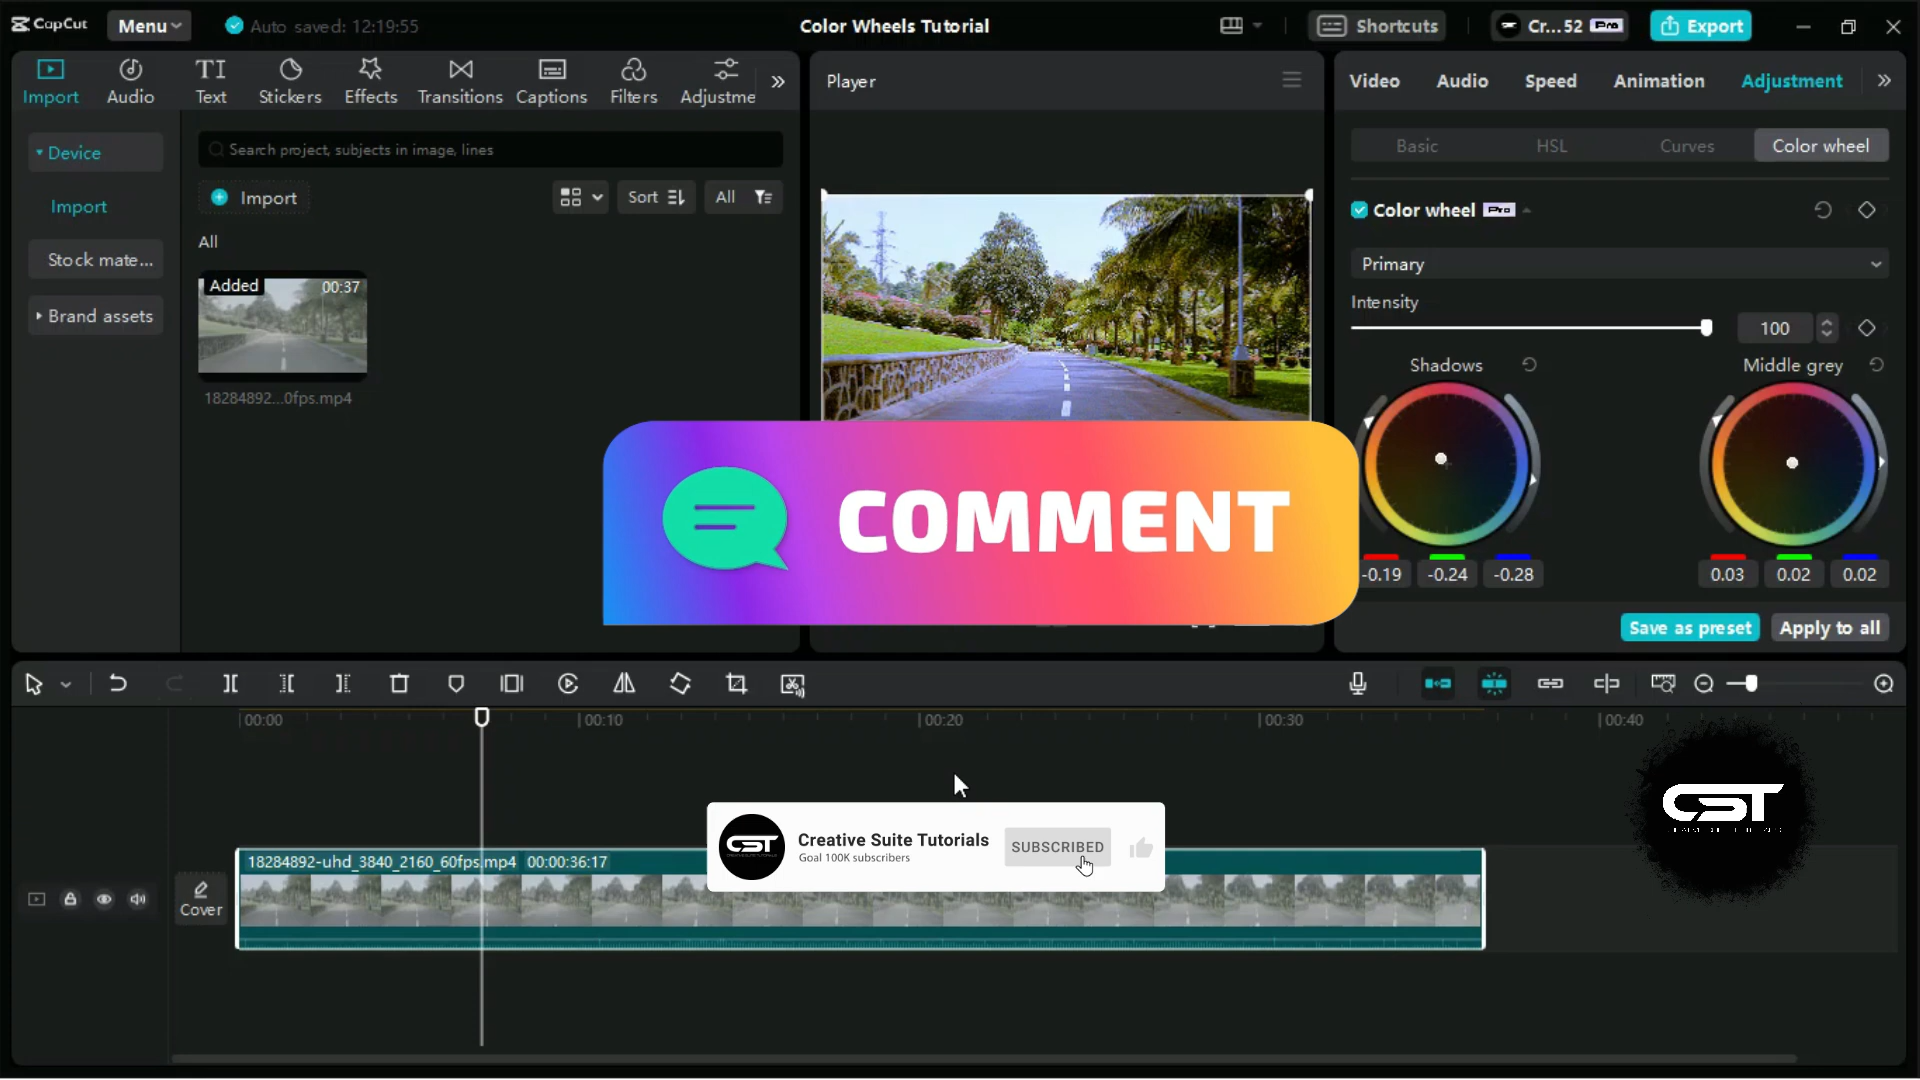 CapCut
Menu
Auto saved: 12:19:55
Color Wheels Tutorial
Shortcuts
Cr...52
Pro
Export
Import
Audio
Text
Stickers
Effects
Transitions
Captions
Filters
Adjustme
Player
Video
Audio
Speed
Animation
Adjustment
Device
Import
Stock mate...
Brand assets
Search project, subjects in image, lines
Import
Sort
All
All
Added
00:37
18284892...0fps.mp4
Basic
HSL
Curves
Color wheel
Color wheel
Pro
Primary
Intensity
100
Shadows
Middle grey
-0.19
-0.24
-0.28
0.03
0.02
0.02
COMMENT
Save as preset
Apply to all
00:00
00:10
00:20
00:30
00:40
Cover
18284892-uhd_3840_2160_60fps.mp4 00:00:36:17
CST
Creative Suite Tutorials
Goal 100K subscribers
SUBSCRIBED
CST